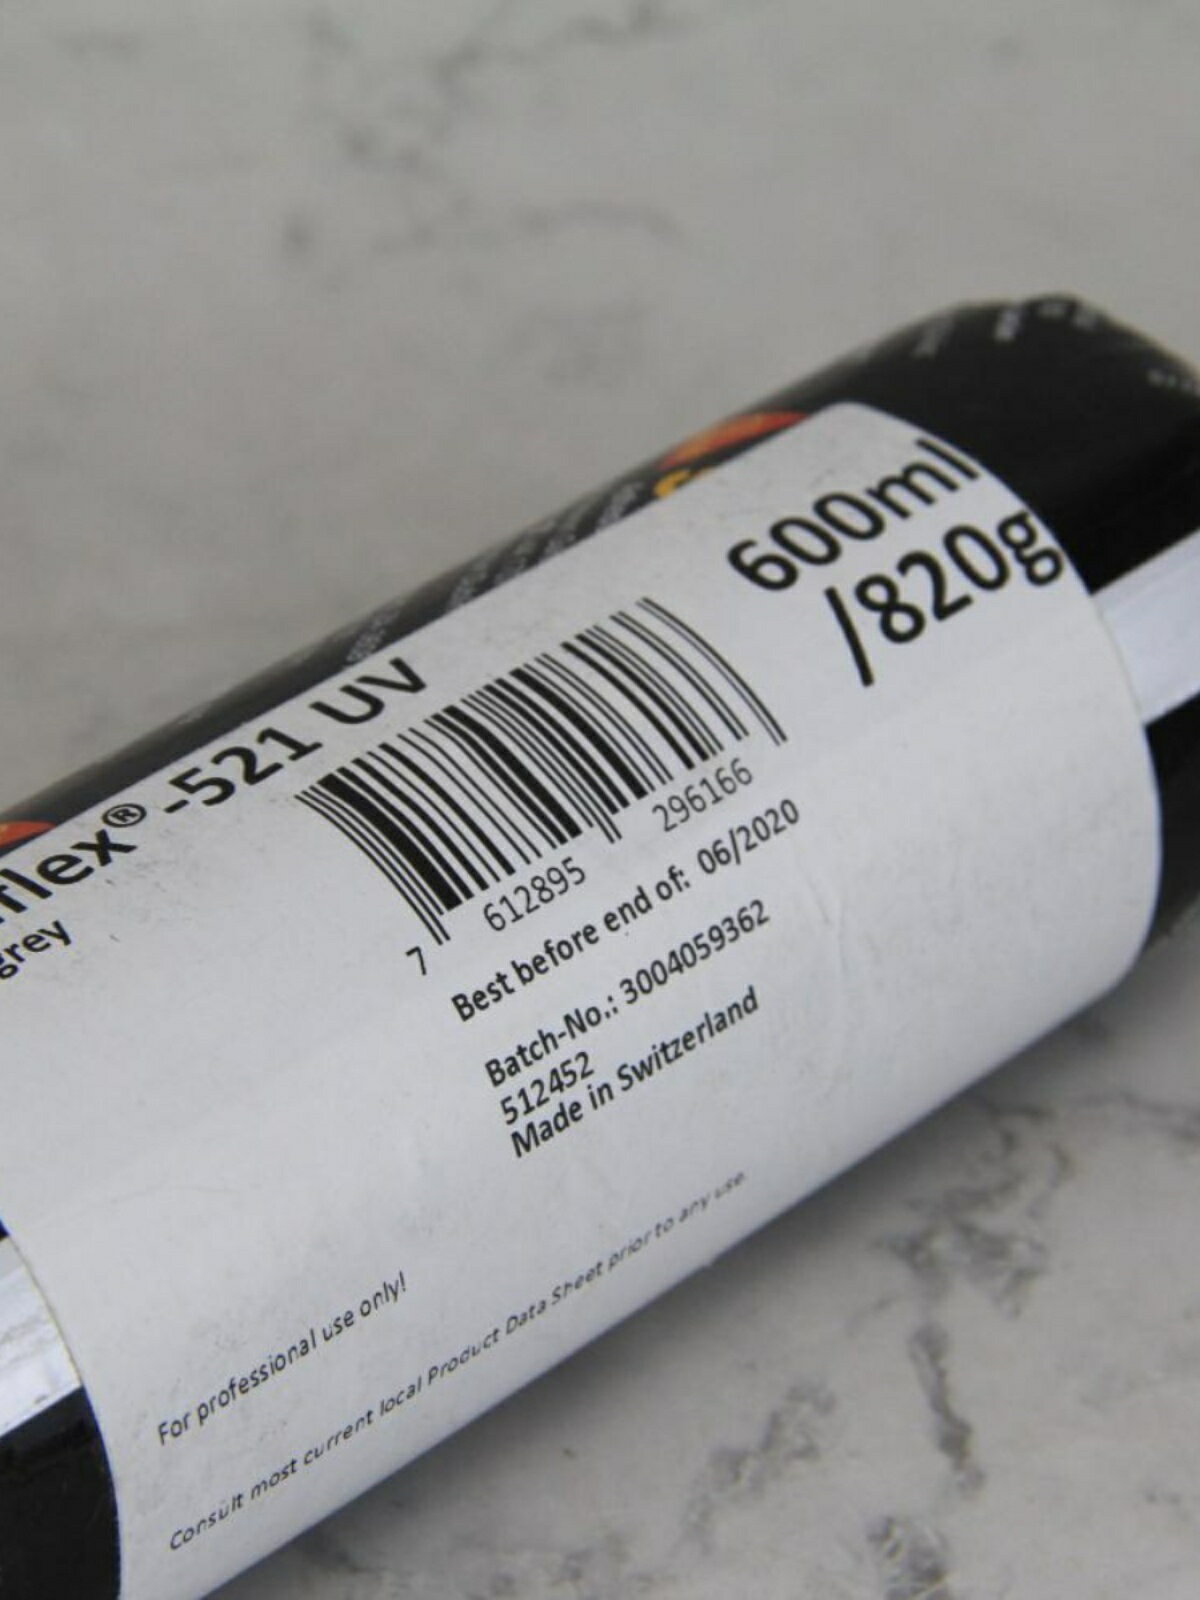 600ml
/820g
flex®-521 UV
grey
7 612895 296166
Best before end of: 06/2020
Batch-No.: 3004059362
512452
Made in Switzerland
For professional use only!
Consult most current local Product Data Sheet prior to any use.